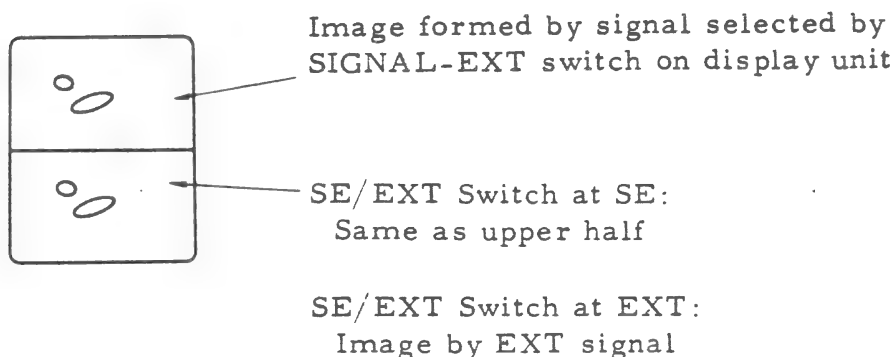 Image formed by signal selected by
SIGNAL-EXT switch on display unit
SE/EXT Switch at SE:
Same as upper half
SE/EXT Switch at EXT:
Image by EXT signal